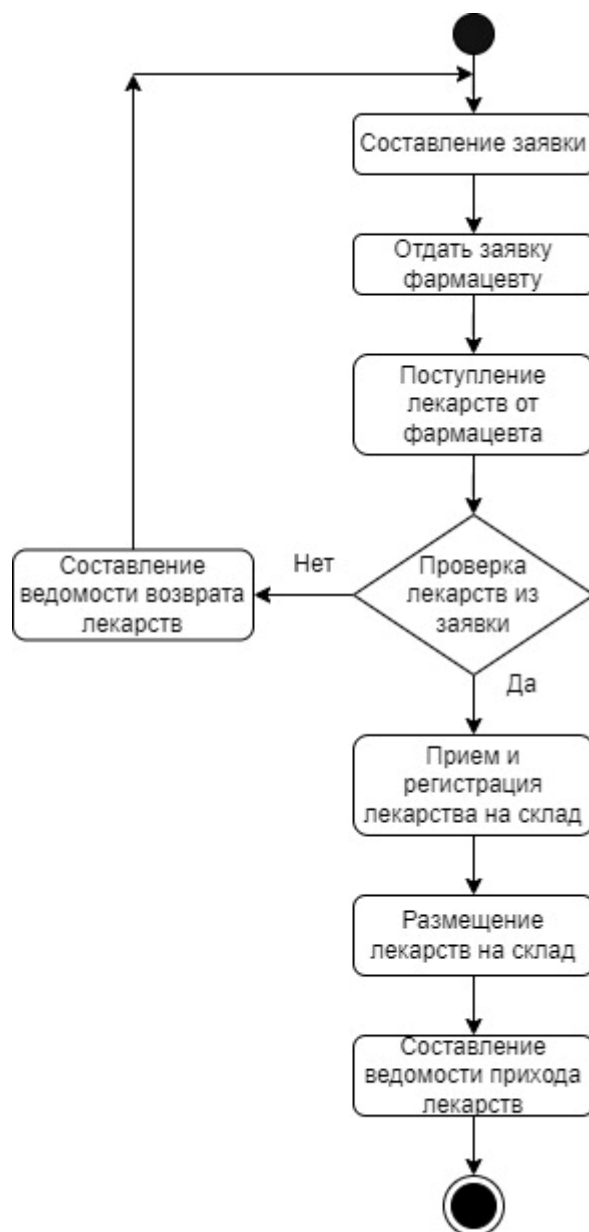 Составление заявки
Отдать заявку
фармацевту
Поступление
лекарств от
фармацевта
Проверка
лекарств из
заявки
Нет
Составление
ведомости возврата
лекарств
Да
Прием и
регистрация
лекарства на склад
Размещение
лекарств на склад
Составление
ведомости прихода
лекарств